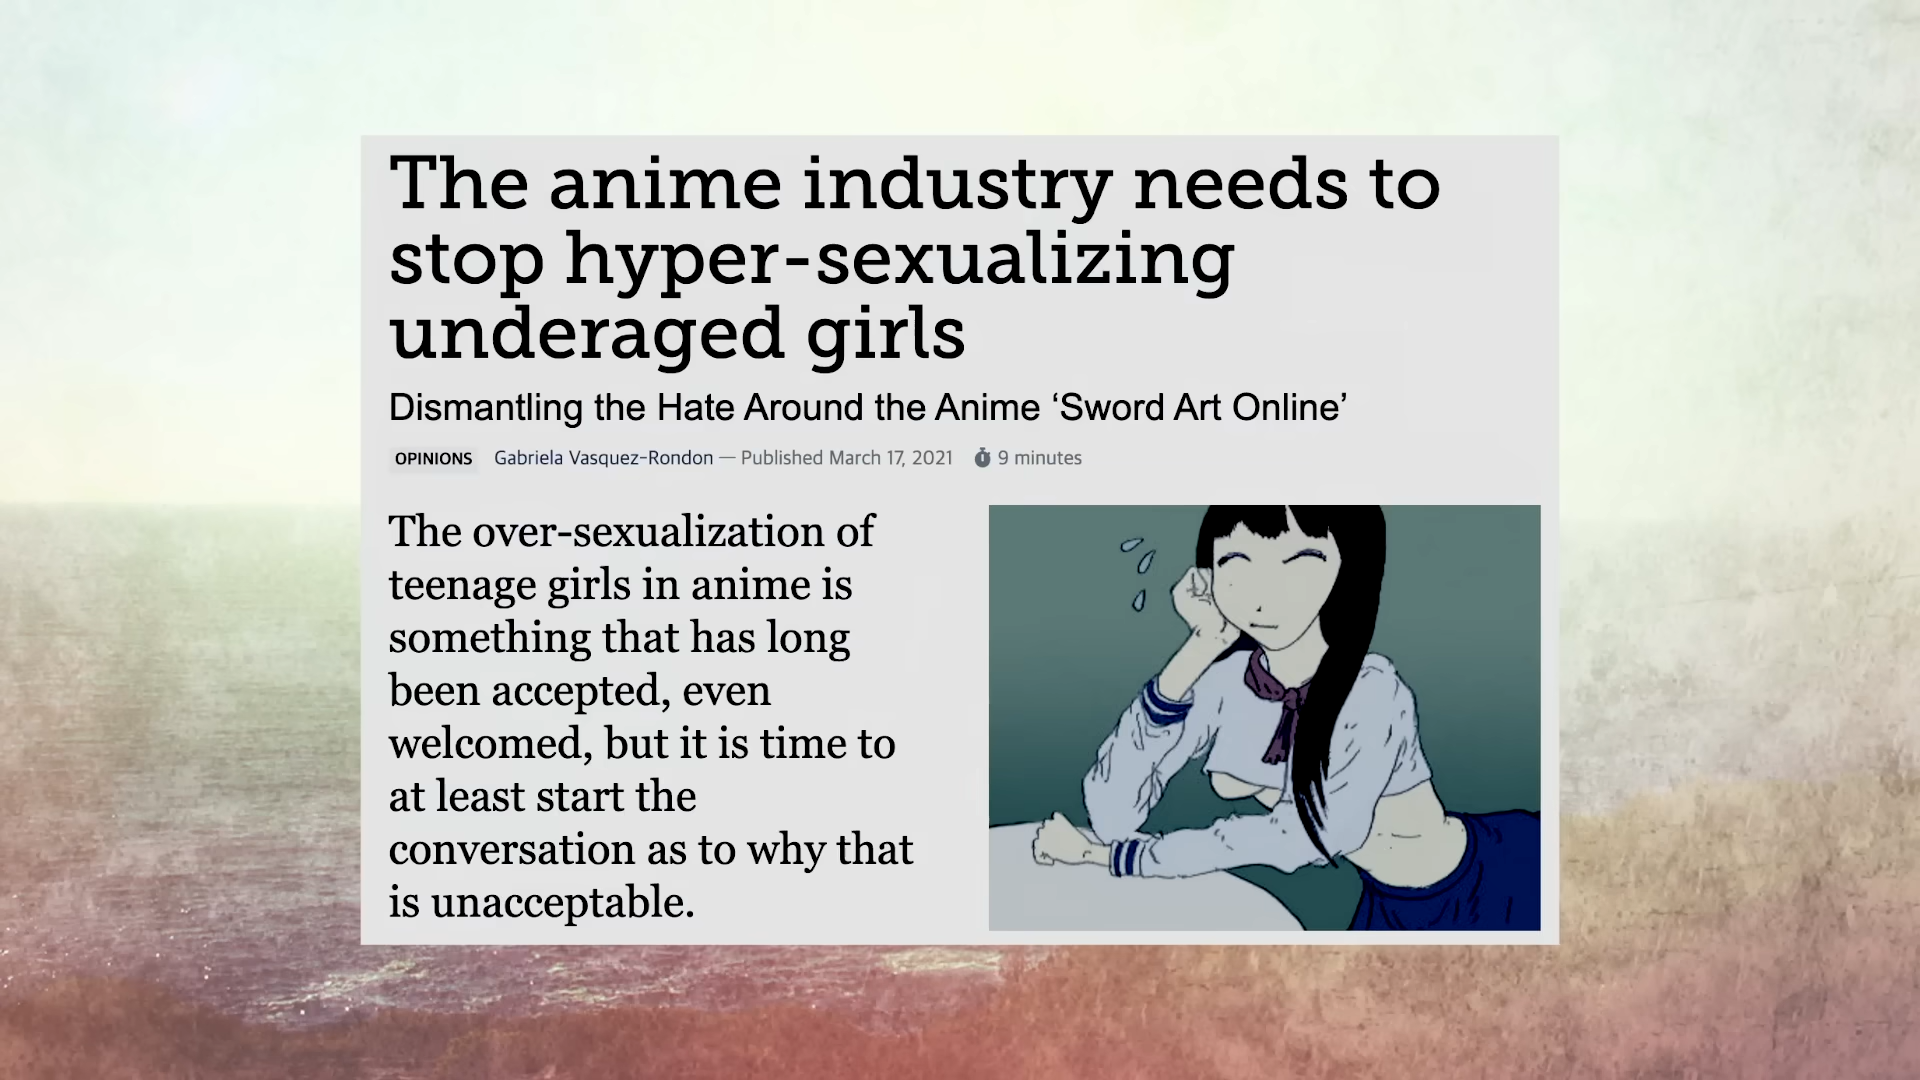 The anime industry needs to
stop hyper-sexualizing
underaged girls
Dismantling the Hate Around the Anime ‘Sword Art Online’
OPINIONS Gabriela Vasquez-Rondon — Published March 17, 2021 9 minutes
The over-sexualization of
teenage girls in anime is
something that has long
been accepted, even
welcomed, but it is time to
at least start the
conversation as to why that
is unacceptable.